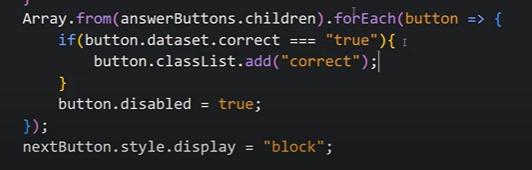 }
Array.from(answerButtons.children).forEach(button => {
if(button.dataset.correct === "true"){
button.classList.add("correct");
}
button.disabled = true;
});
nextButton.style.display = "block";